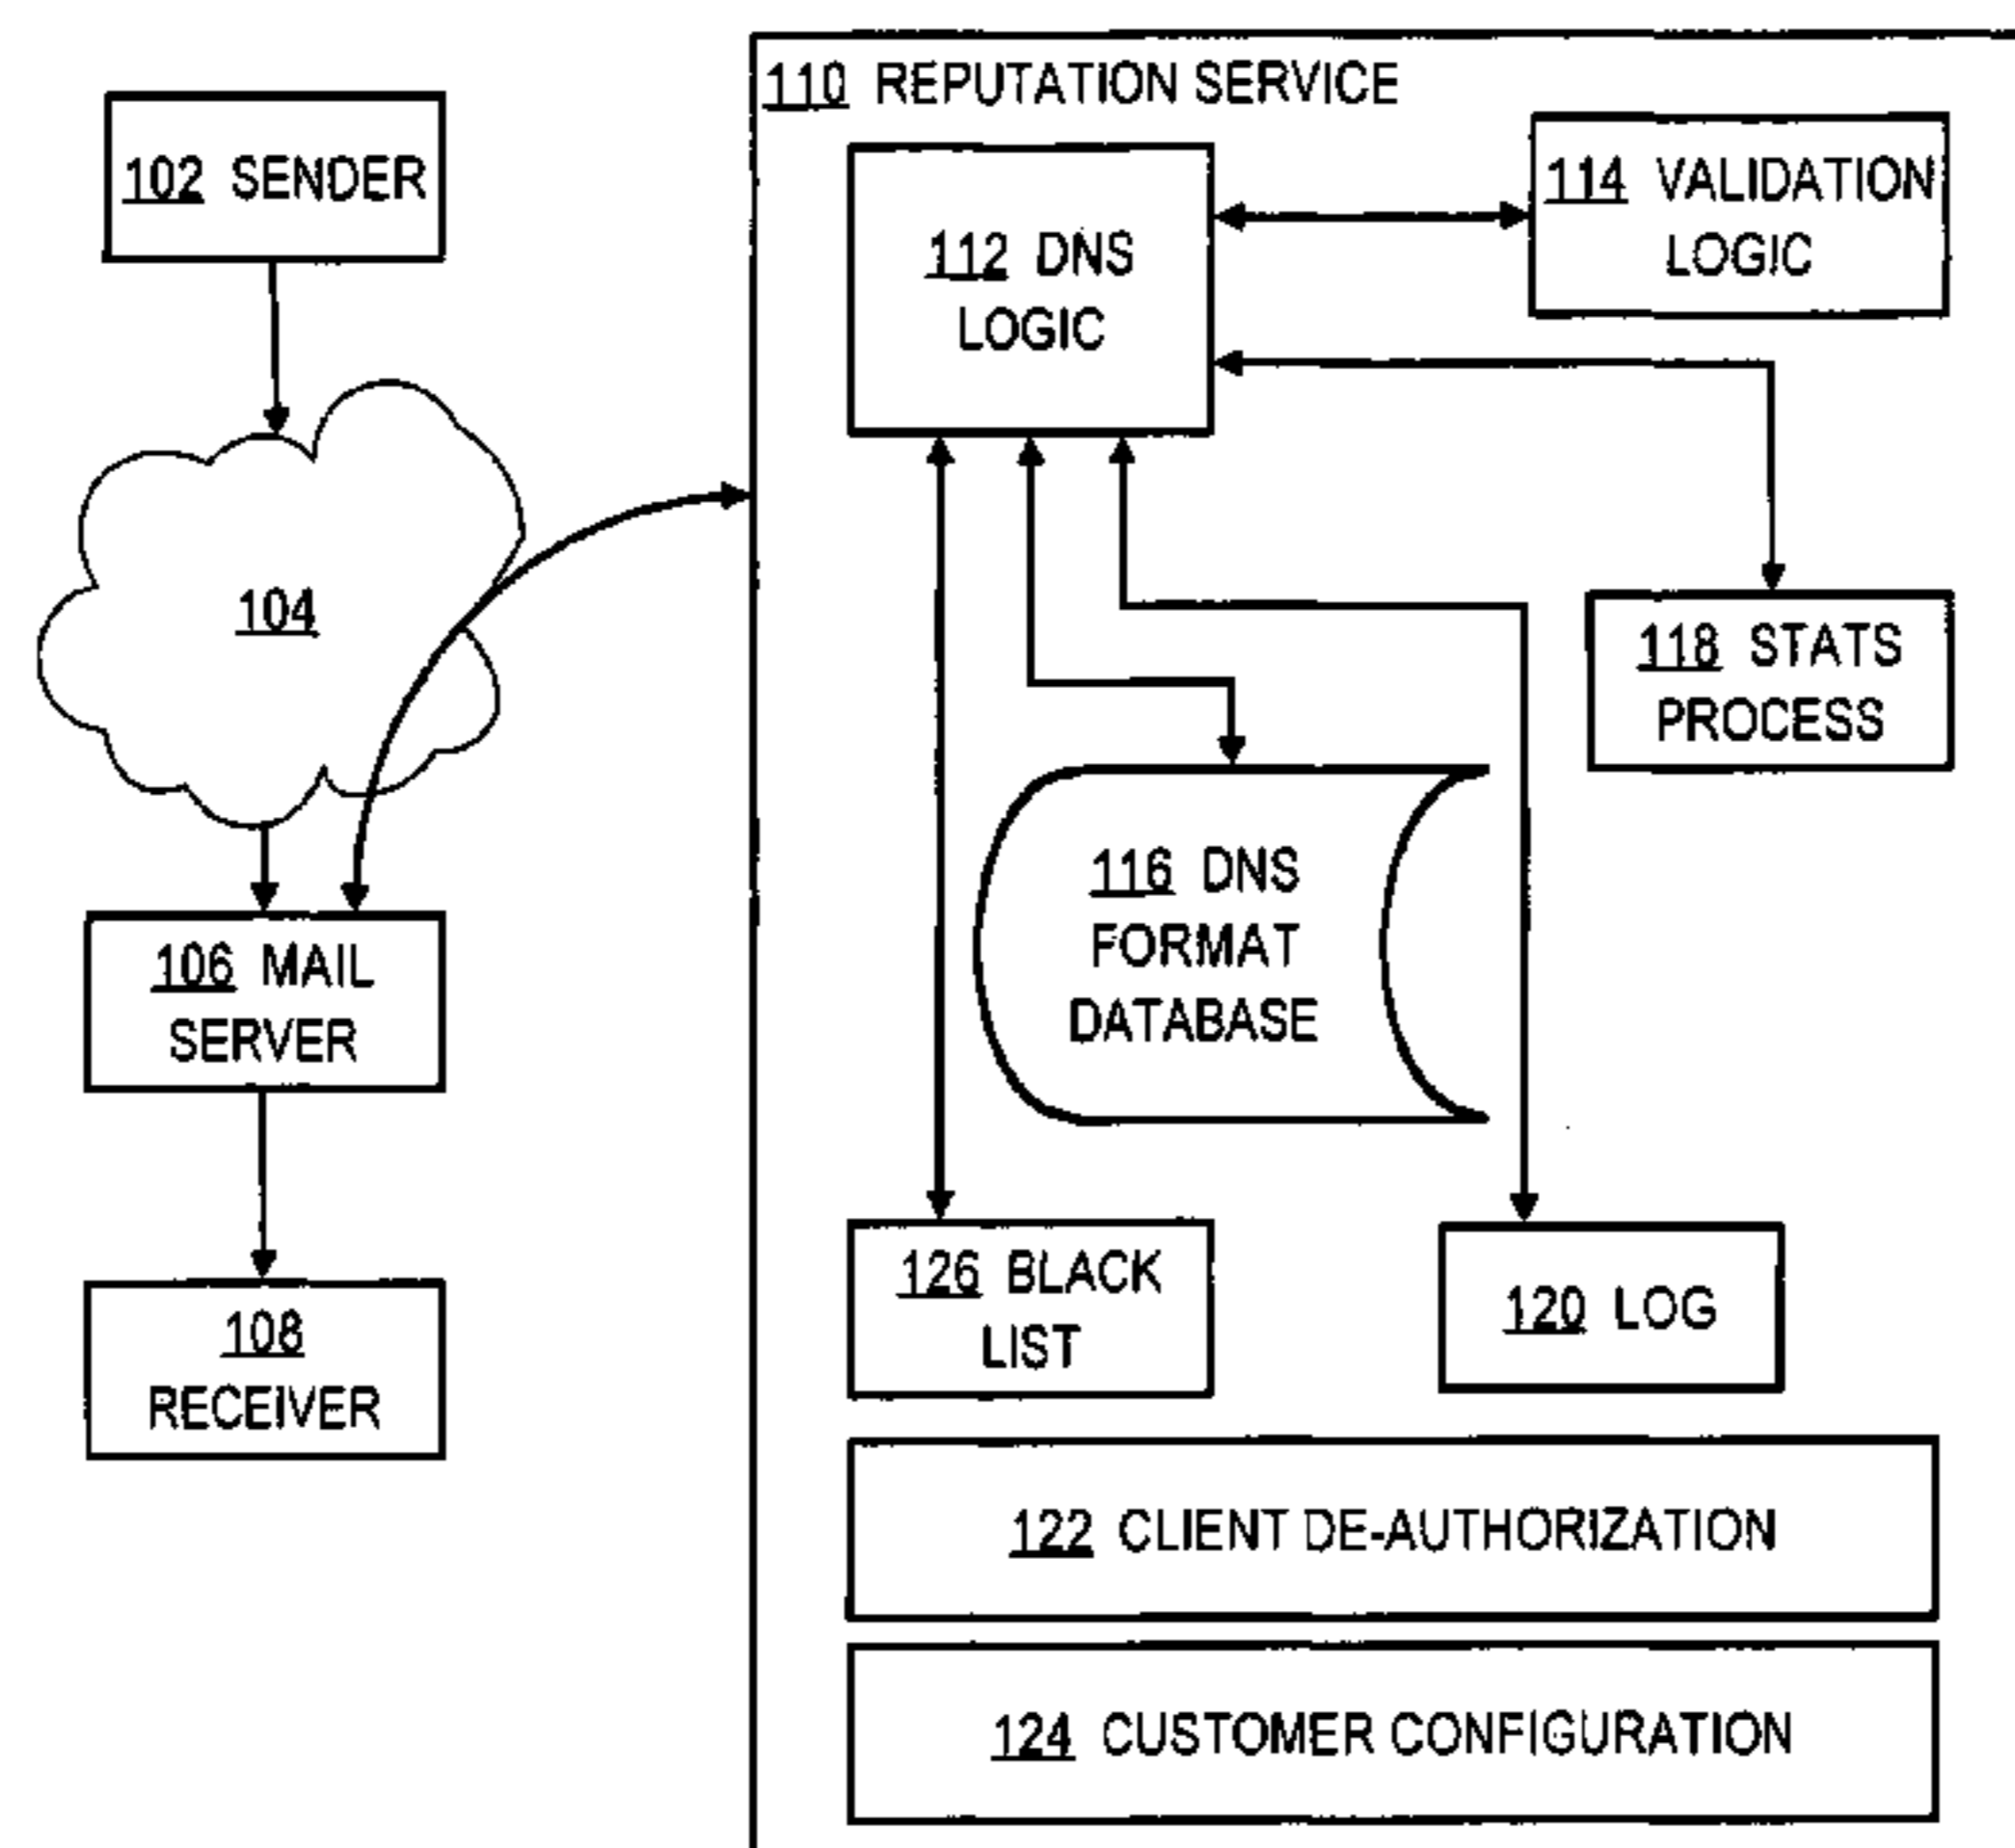 110 REPUTATION SERVICE
102 SENDER
114 VALIDATION
LOGIC
112 DNS
LOGIC
104
118 STATS
PROCESS
116 DNS
FORMAT
DATABASE
106 MAIL
SERVER
126 BLACK
LIST
120 LOG
108
RECEIVER
122 CLIENT DE-AUTHORIZATION
124 CUSTOMER CONFIGURATION